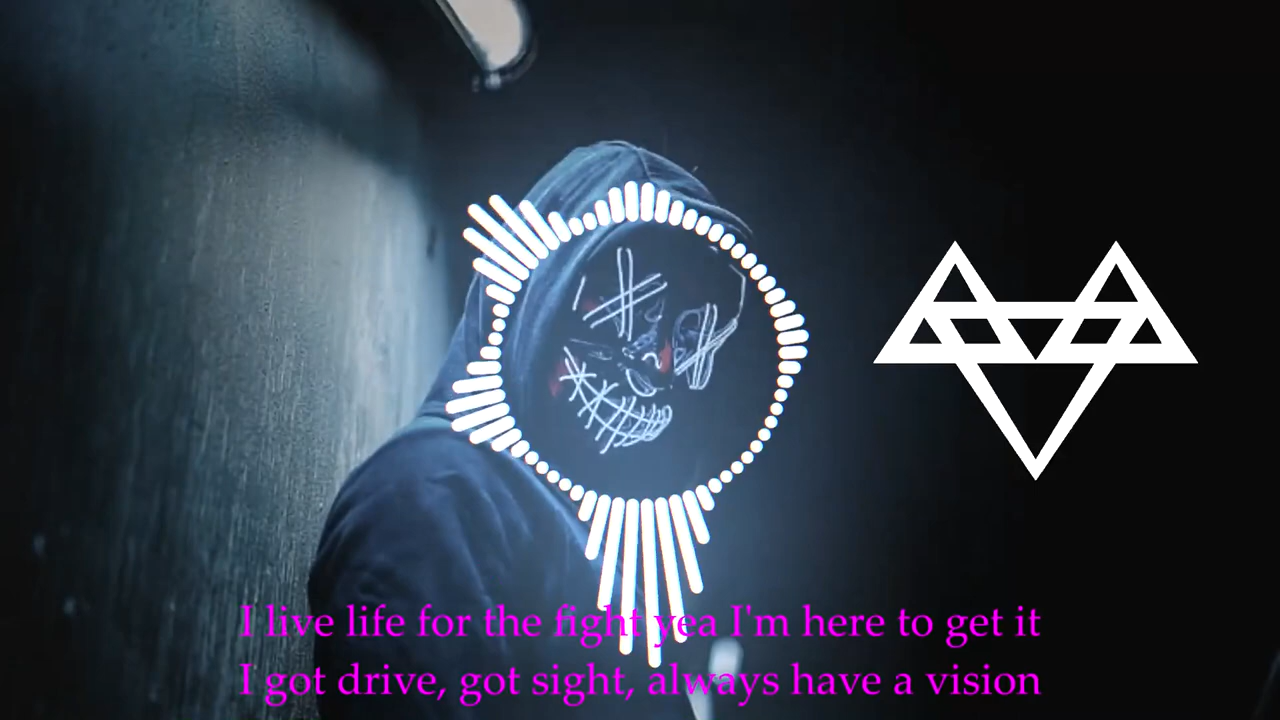 I live life for the fight yea I'm here to get it
I got drive, got sight, always have a vision